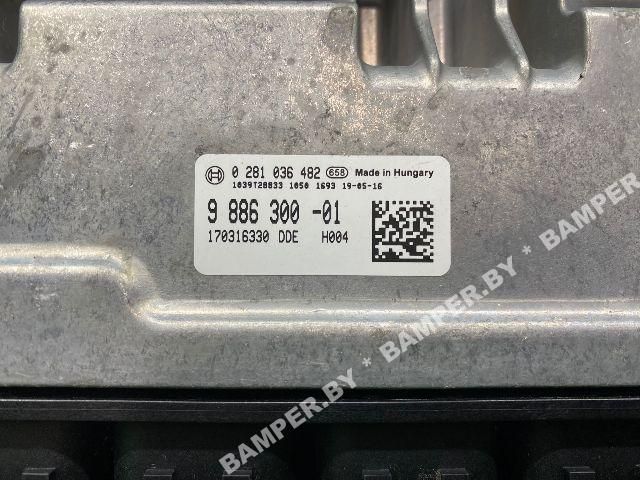 0 281 036 482 658 Made in Hungary
1039T28833 1050 1693 19-05-16
9 886 300 -01
170316330 DDE H004
BAMPER.BY * BAMPER.BY * BAMPER.BY